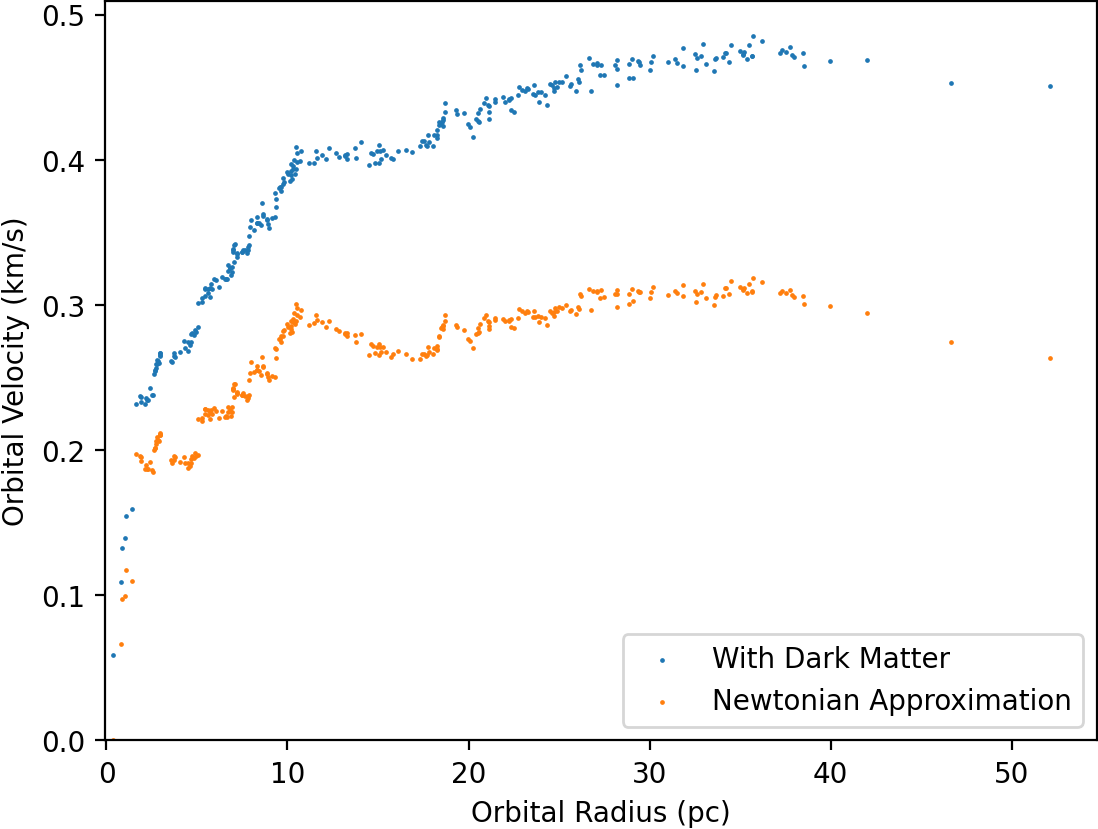 0.5
0.4
0.3
0.2
0.1
0.0
Orbital Velocity (km/s)
With Dark Matter
Newtonian Approximation
0 10 20 30 40 50
Orbital Radius (pc)